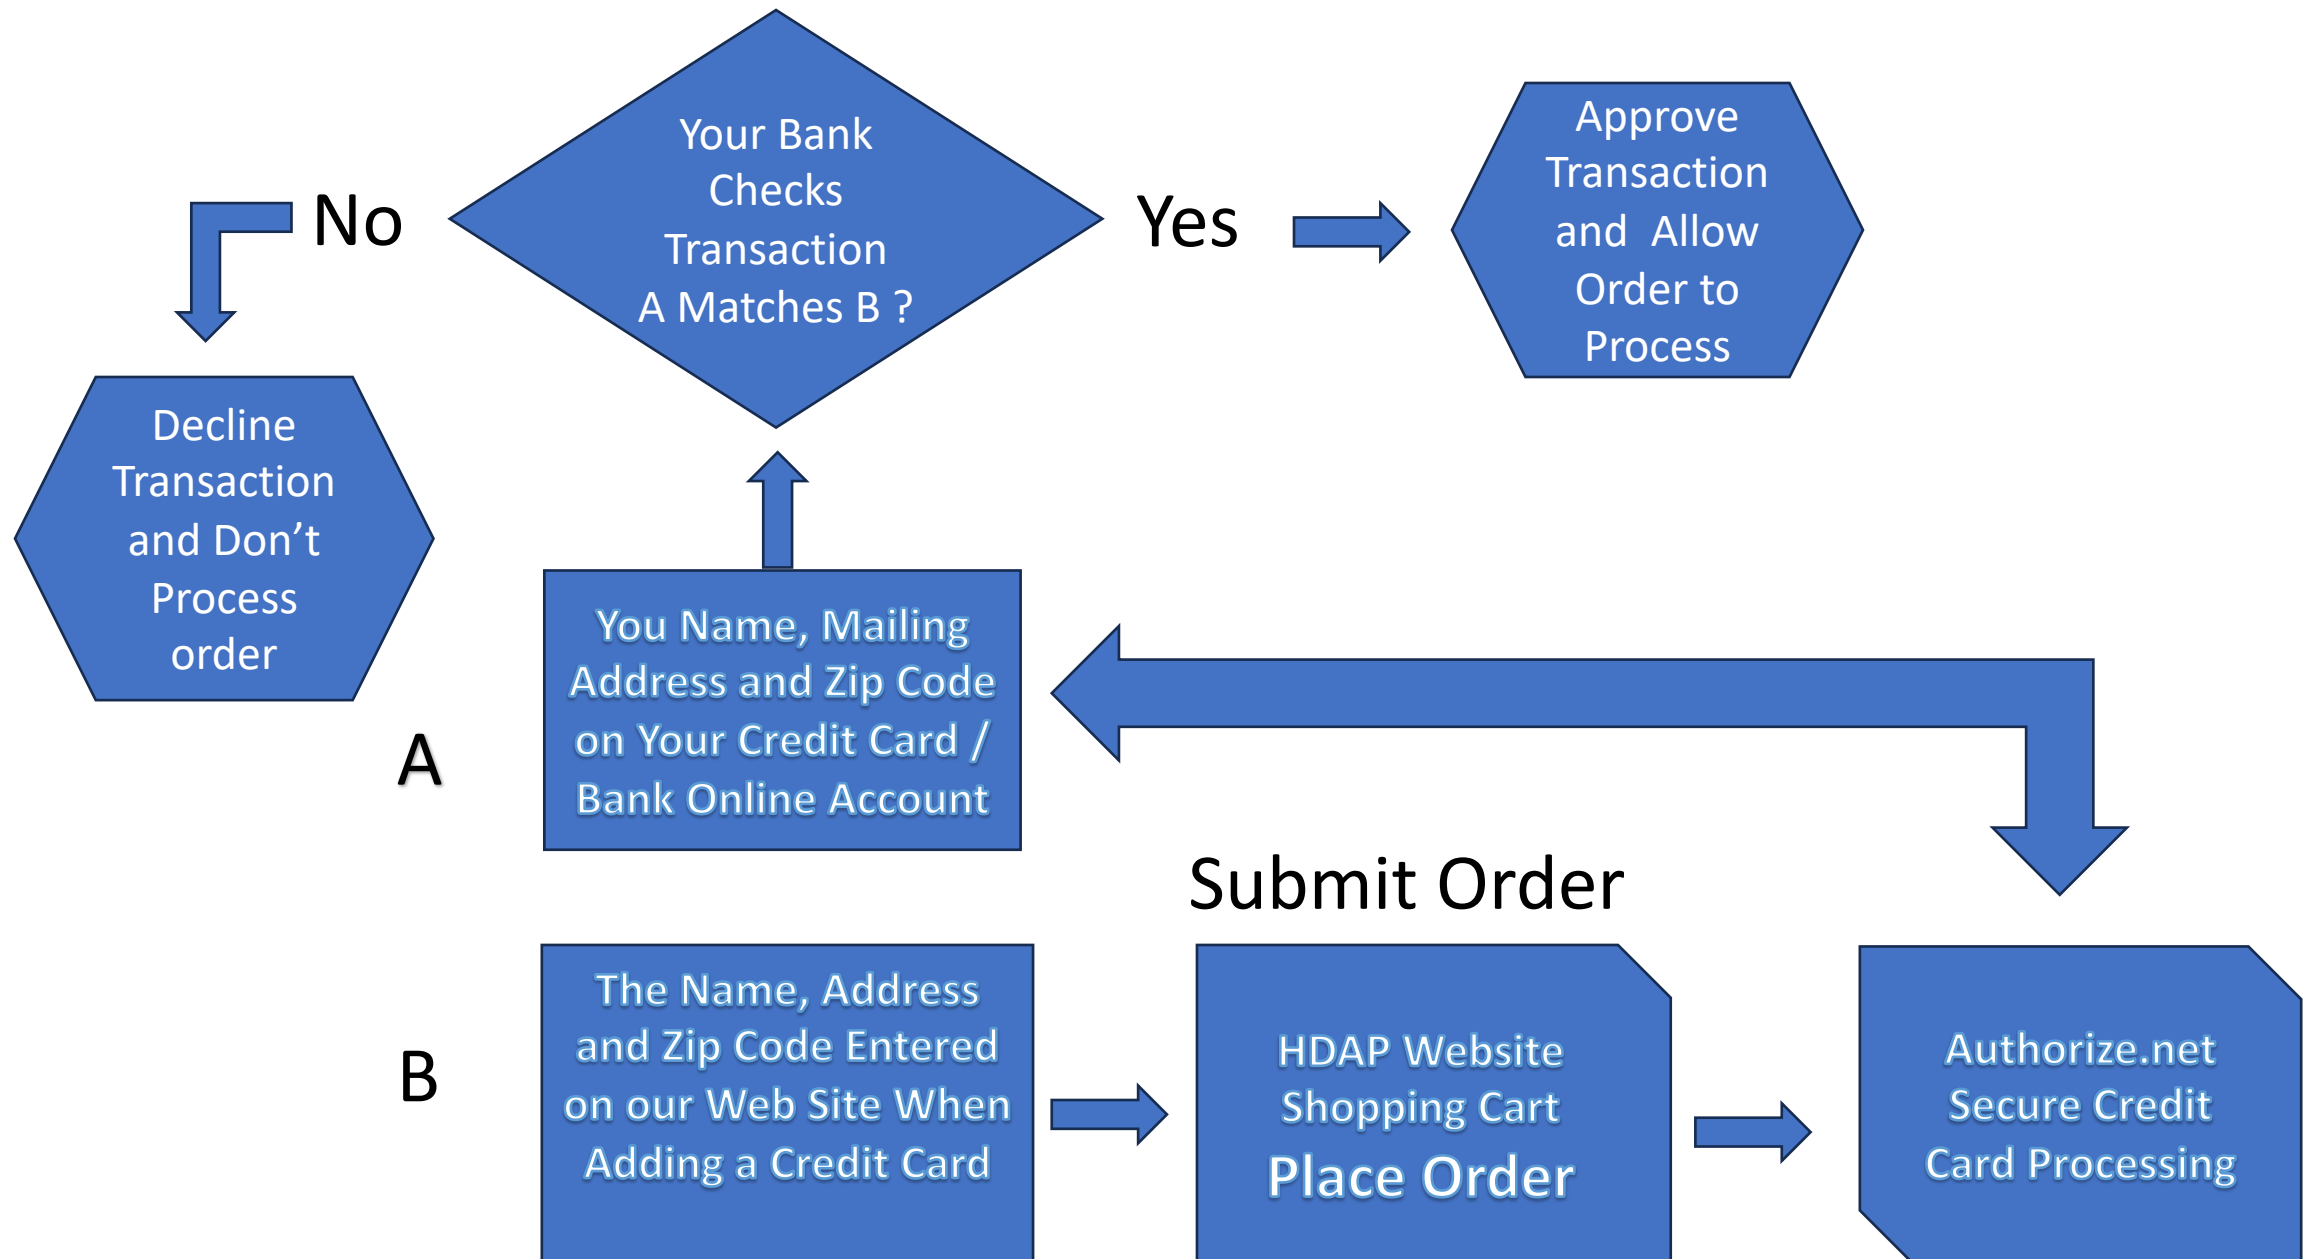 Your Bank
Checks
Transaction
A Matches B ?
No
Yes
Approve
Transaction
and  Allow
Order to
Process
Decline
Transaction
and Don’t
Process
order
A
You Name, Mailing
Address and Zip Code
on Your Credit Card /
Bank Online Account
Submit Order
B
The Name, Address
and Zip Code Entered
on our Web Site When
Adding a Credit Card
HDAP Website
Shopping Cart
Place Order
Authorize.net
Secure Credit
Card Processing